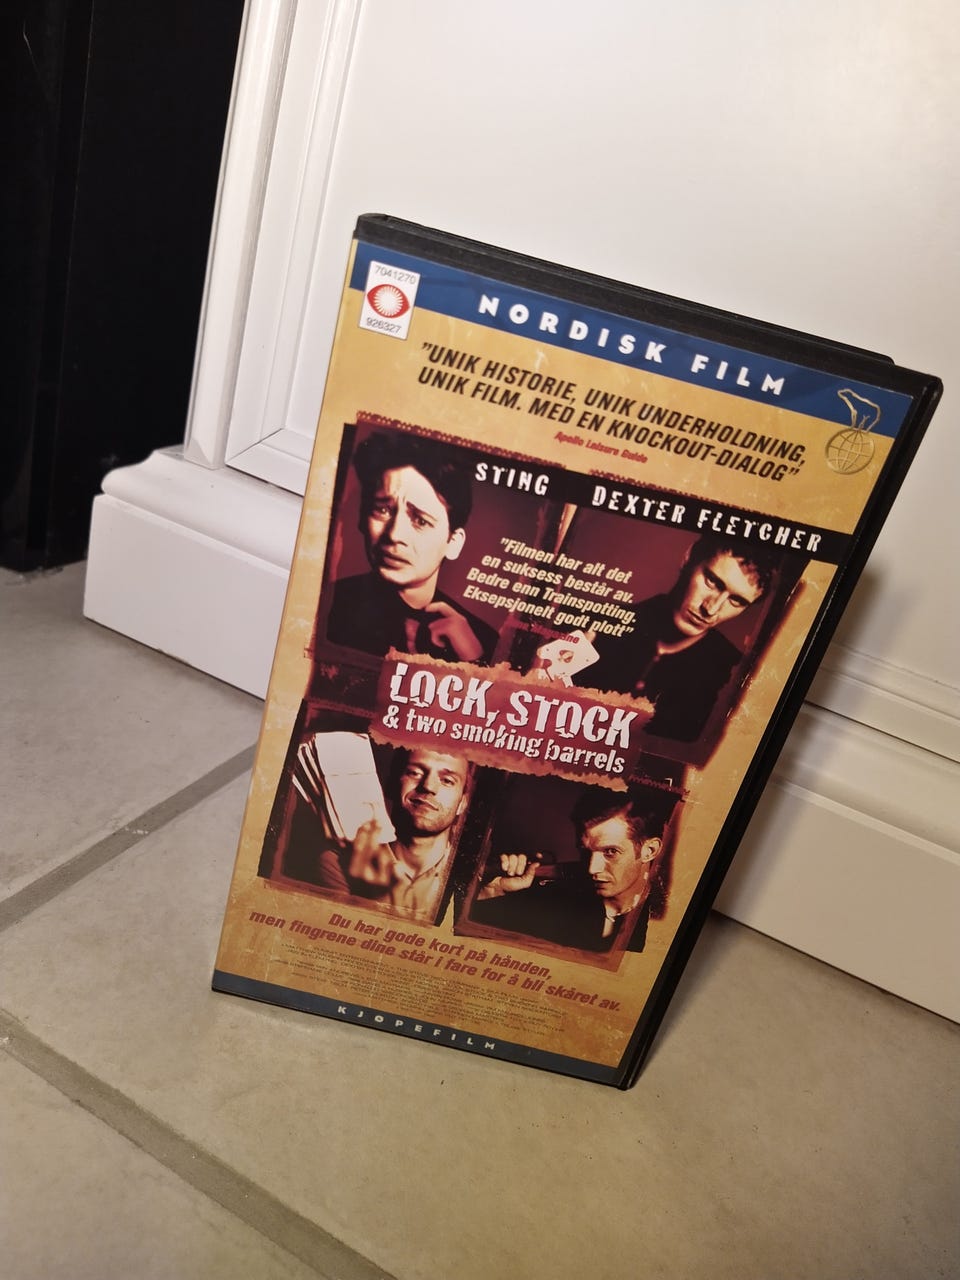 7041270
926327
NORDISK FILM
"UNIK HISTORIE, UNIK UNDERHOLDNING,
UNIK FILM. MED EN KNOCKOUT-DIALOG"
Apollo Leisure Guide
STING DEXTER FLETCHER
"Filmen har alt det
en suksess består av.
Bedre enn Trainspotting.
Eksepsjonelt godt plott"
LOCK, STOCK
& two smoking barrels
Du har gode kort på hånden,
men fingrene dine står i fare for å bli skåret av.
KJØPEFILM